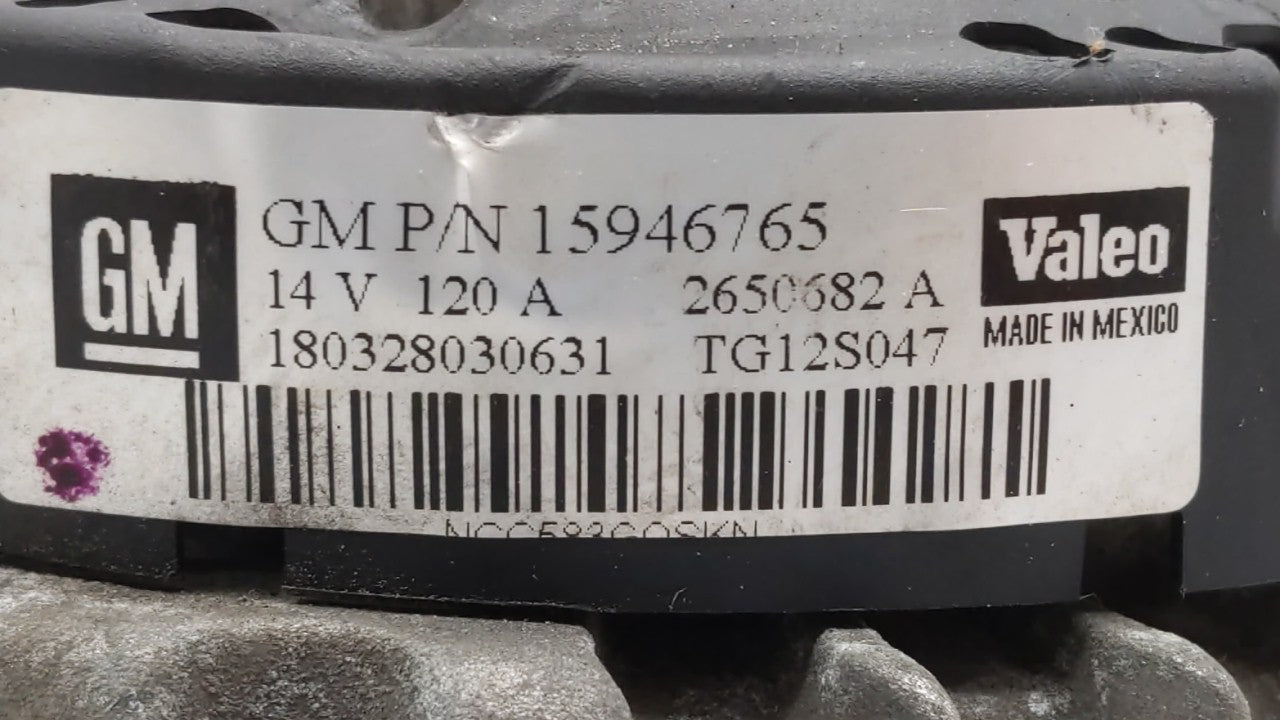 GM
GM P/N 15946765
14 V 120 A 2650682 A
180328030631 TG12S047
Valeo
MADE IN MEXICO